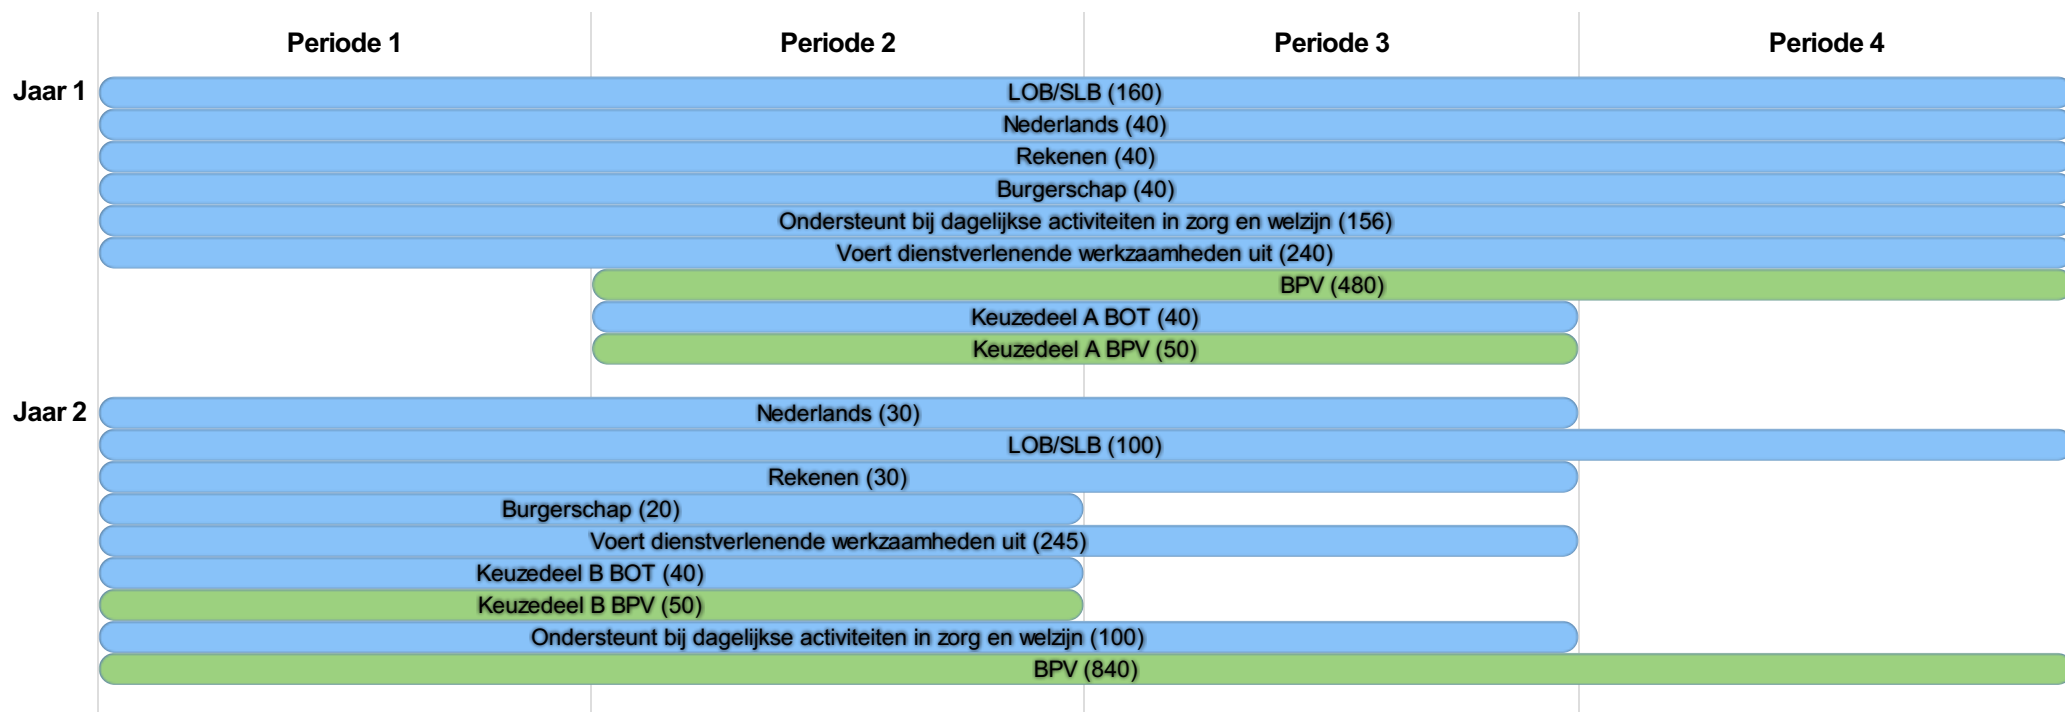 Periode 1 Periode 2 Periode 3 Periode 4
Jaar 1 LOB/SLB (160)
Nederlands (40)
Rekenen (40)
Burgerschap (40)
Ondersteunt bij dagelijkse activiteiten in zorg en welzijn (156)
Voert dienstverlenende werkzaamheden uit (240)
BPV (480)
Keuzedeel A BOT (40)
Keuzedeel A BPV (50)
Jaar 2 Nederlands (30)
LOB/SLB (100)
Rekenen (30)
Burgerschap (20)
Voert dienstverlenende werkzaamheden uit (245)
Keuzedeel B BOT (40)
Keuzedeel B BPV (50)
Ondersteunt bij dagelijkse activiteiten in zorg en welzijn (100)
BPV (840)